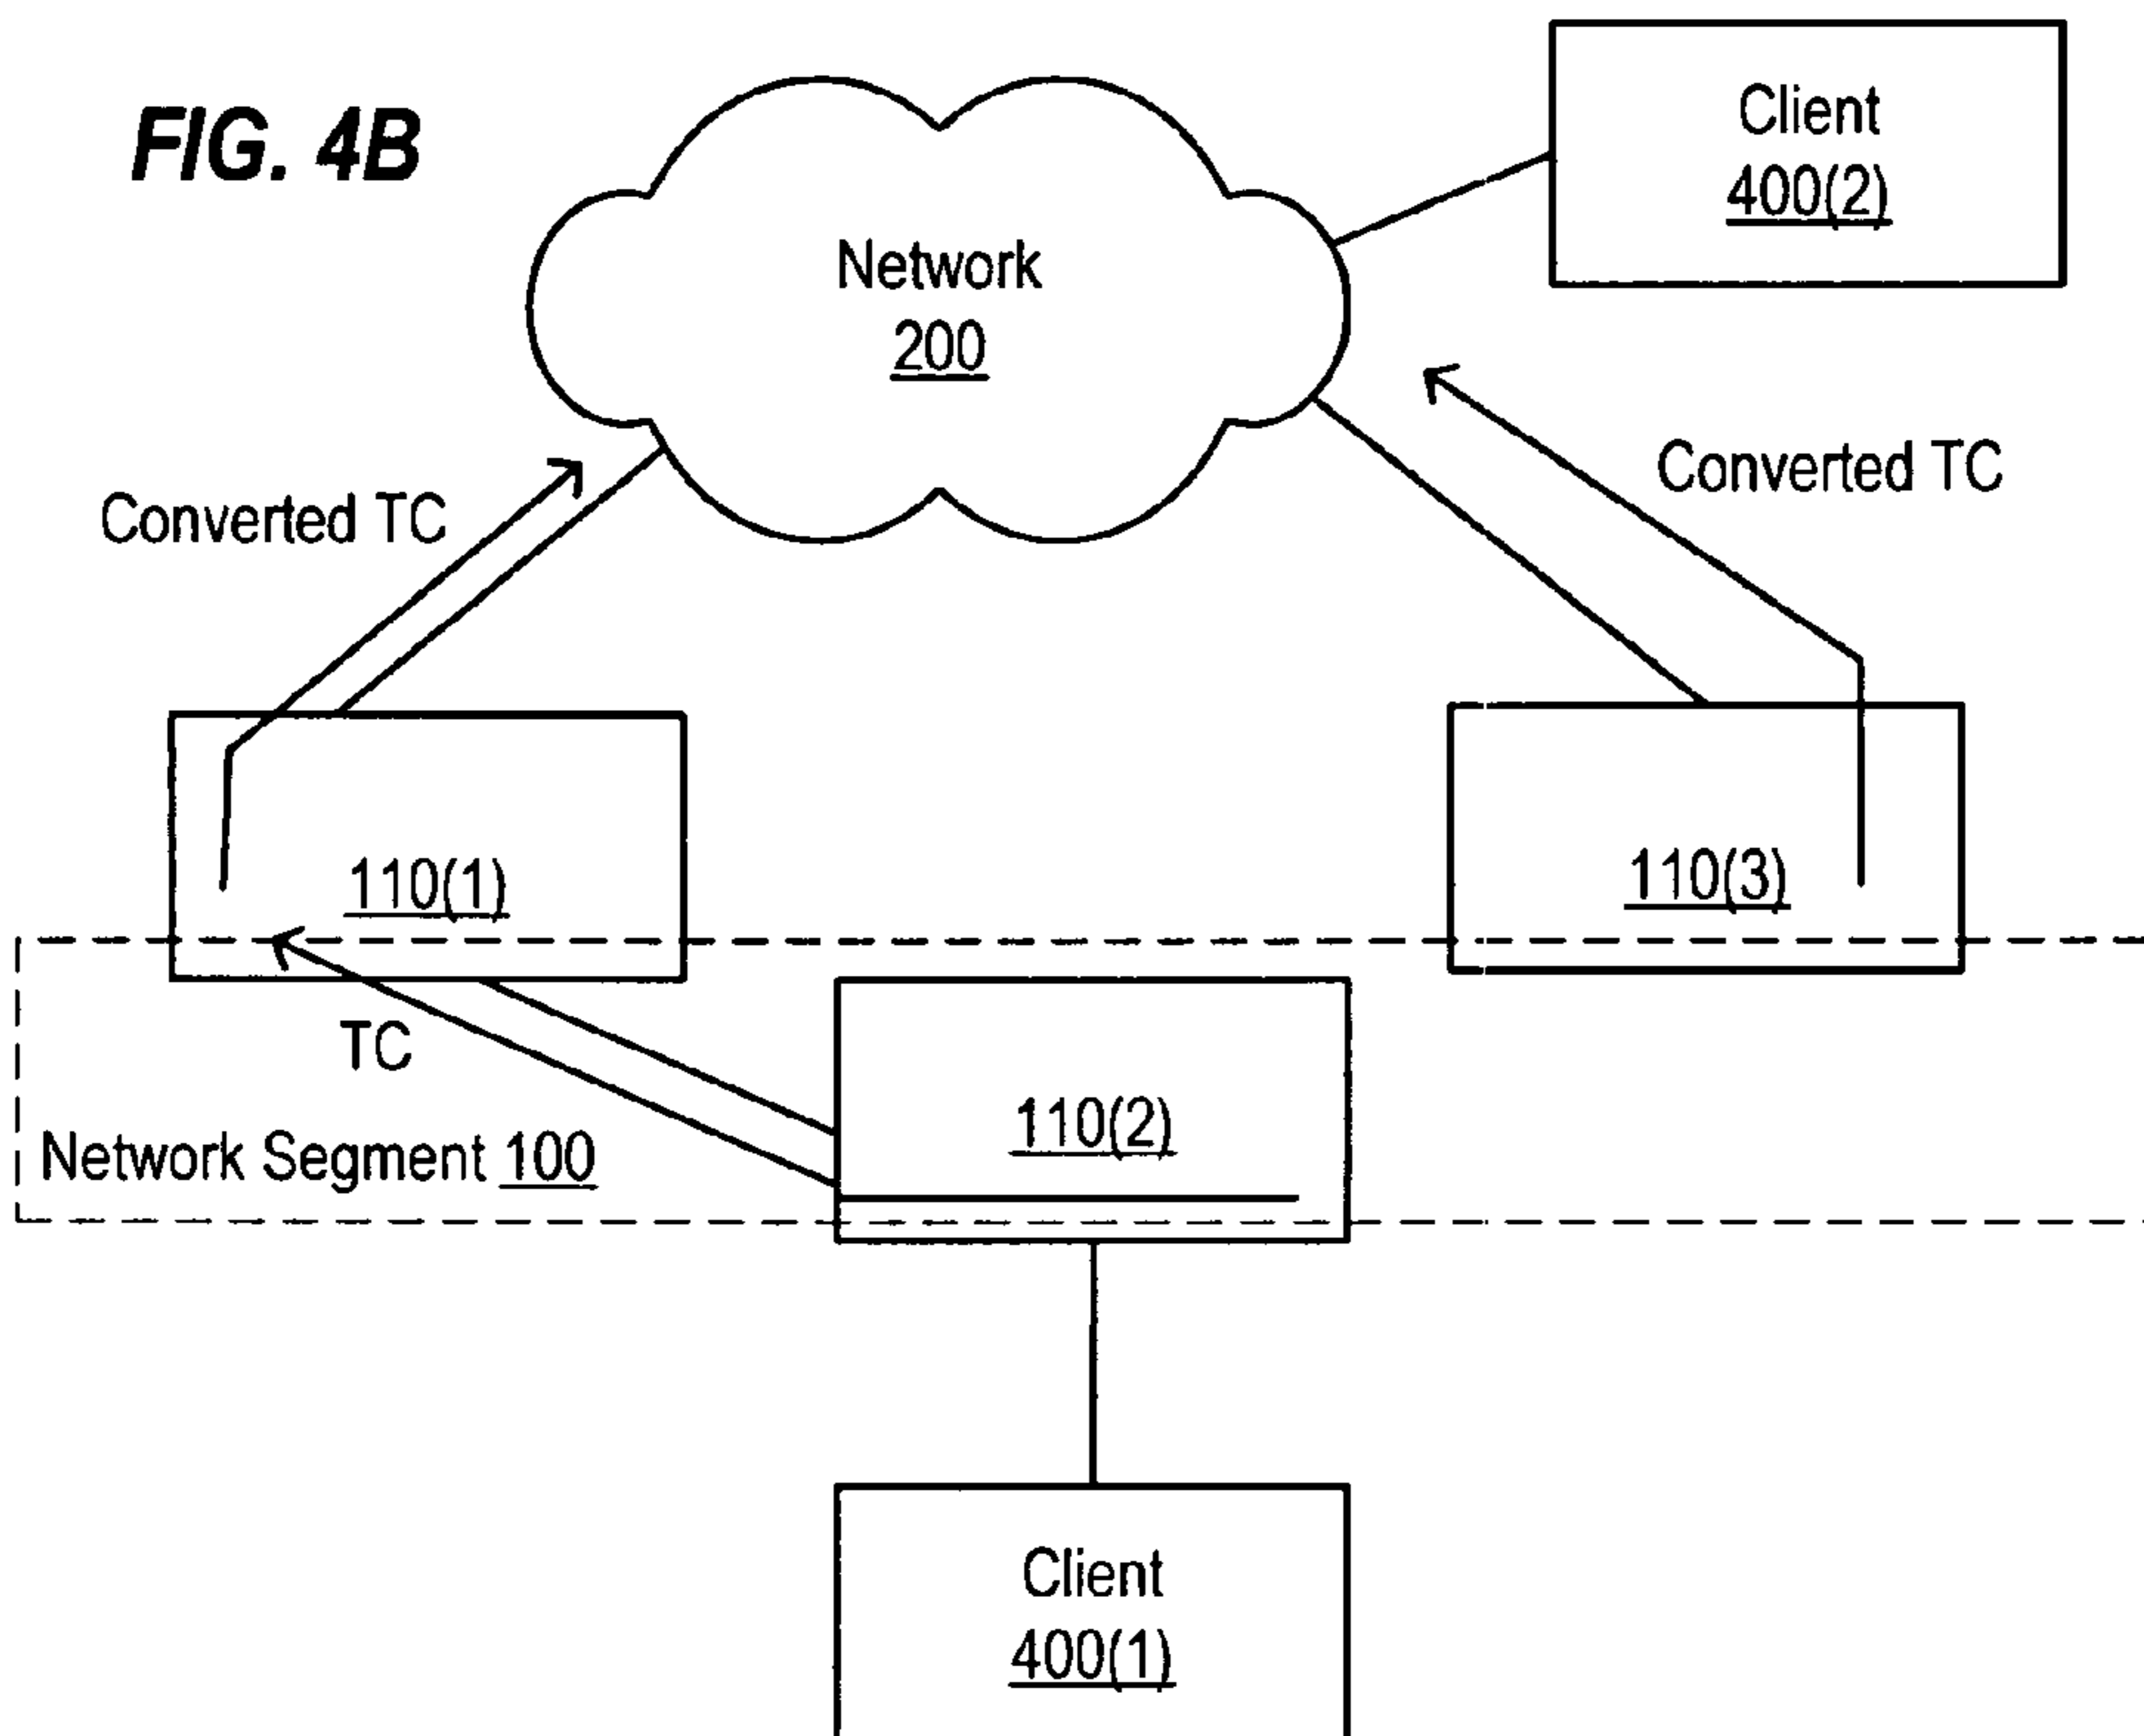 FIG. 4B
Client
400(2)
Network
200
Converted TC
Converted TC
110(1)
110(3)
TC
110(2)
Network Segment 100
Client
400(1)